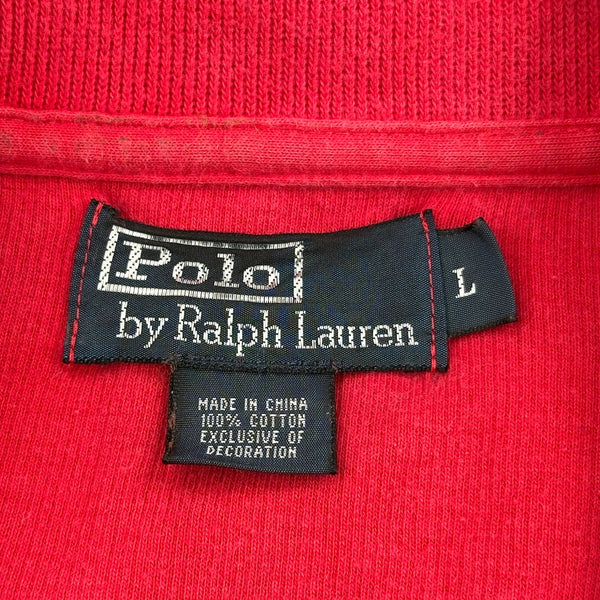 Polo
by Ralph Lauren
L
MADE IN CHINA
100% COTTON
EXCLUSIVE OF
DECORATION